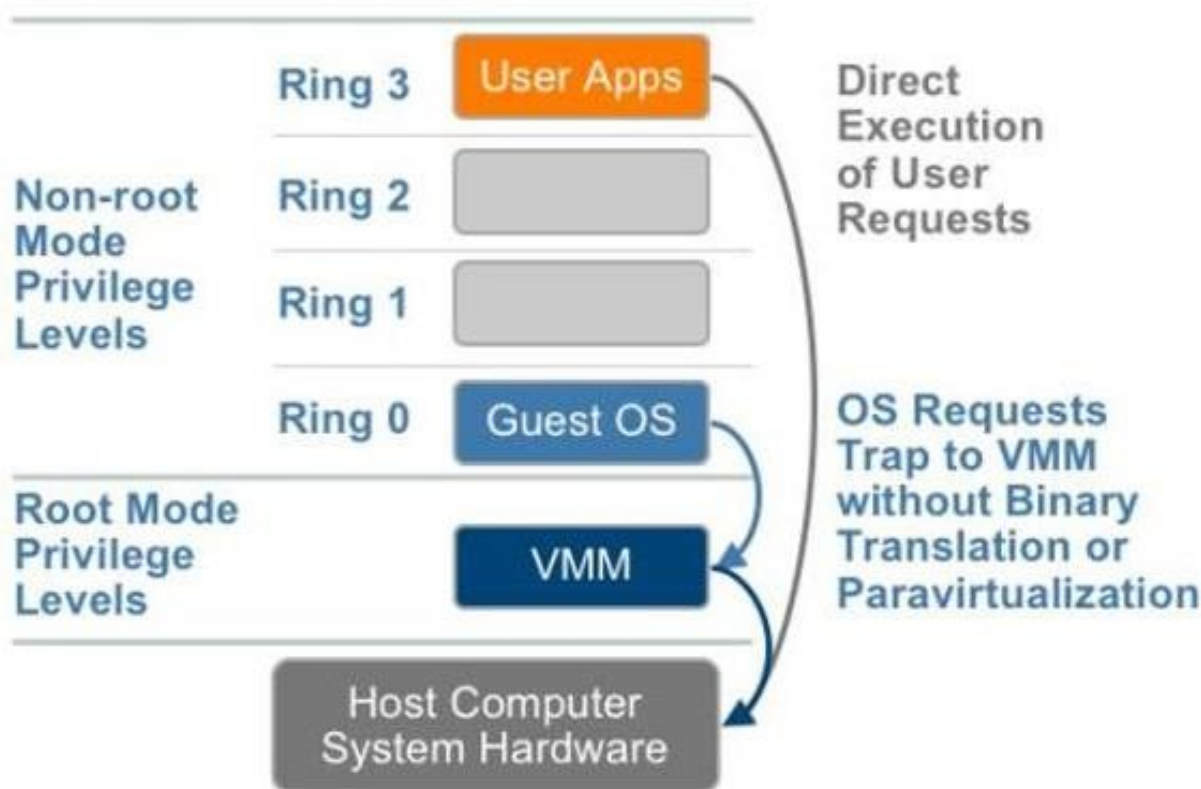 Ring 3
User Apps
Direct
Execution
of User
Requests
Non-root
Mode
Privilege
Levels
Ring 2
Ring 1
Ring 0
Guest OS
OS Requests
Trap to VMM
without Binary
Translation or
Paravirtualization
Root Mode
Privilege
Levels
VMM
Host Computer
System Hardware